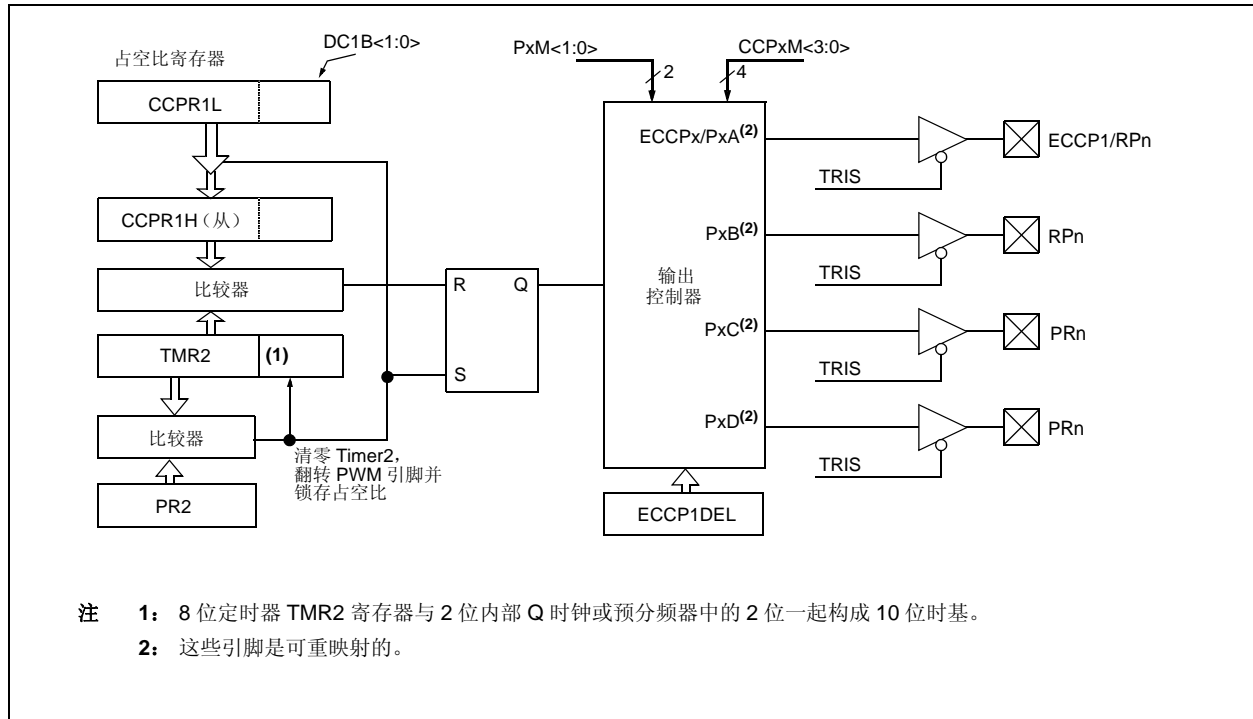 DC1B<1:0>
占空比寄存器
CCPR1L
CCPR1H（从）
比较器
TMR2
(1)
比较器
PR2
清零 Timer2，
翻转 PWM 引脚并
锁存占空比
R
Q
S
PxM<1:0>
2
CCPxM<3:0>
4
ECCPx/PxA(2)
PxB(2)
输出
控制器
PxC(2)
PxD(2)
ECCP1DEL
TRIS
ECCP1/RPn
TRIS
RPn
TRIS
PRn
TRIS
PRn
注 1： 8 位定时器 TMR2 寄存器与 2 位内部 Q 时钟或预分频器中的 2 位一起构成 10 位时基。
2： 这些引脚是可重映射的。